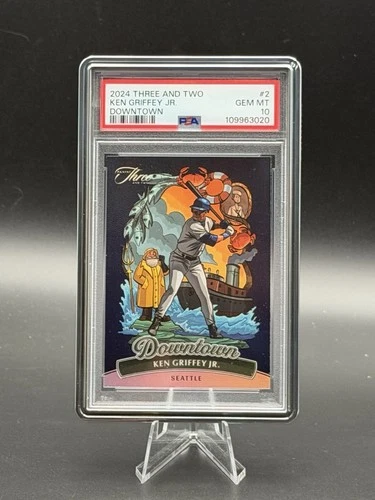 2024 THREE AND TWO #2
KEN GRIFFEY JR. GEM MT
DOWNTOWN 10
PSA 109963020
Three
Downtown
KEN GRIFFEY JR.
SEATTLE